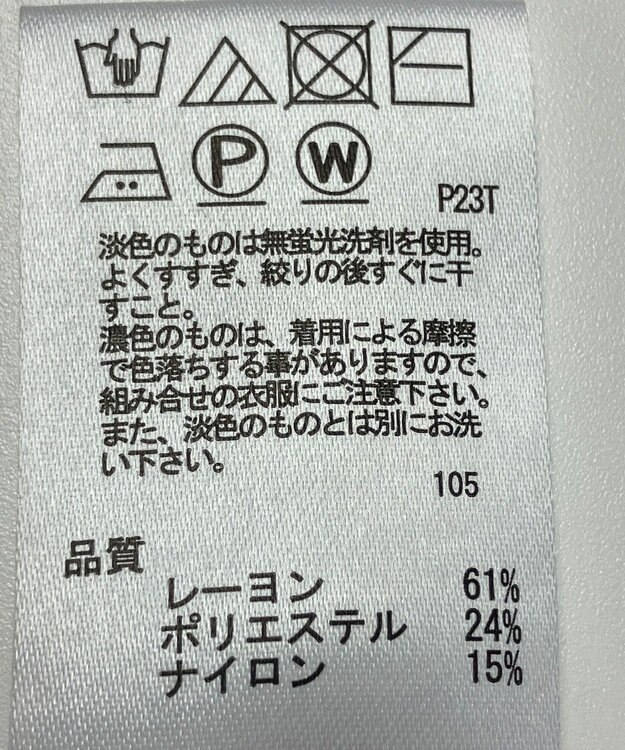 P W
P23T
淡色のものは無蛍光洗剤を使用。
よくすすぎ、絞りの後すぐに干
すこと。
濃色のものは、着用による摩擦
で色落ちする事がありますので、
組み合せの衣服にご注意下さい。
また、淡色のものとは別にお洗
い下さい。
105
品質
レーヨン 61%
ポリエステル 24%
ナイロン 15%